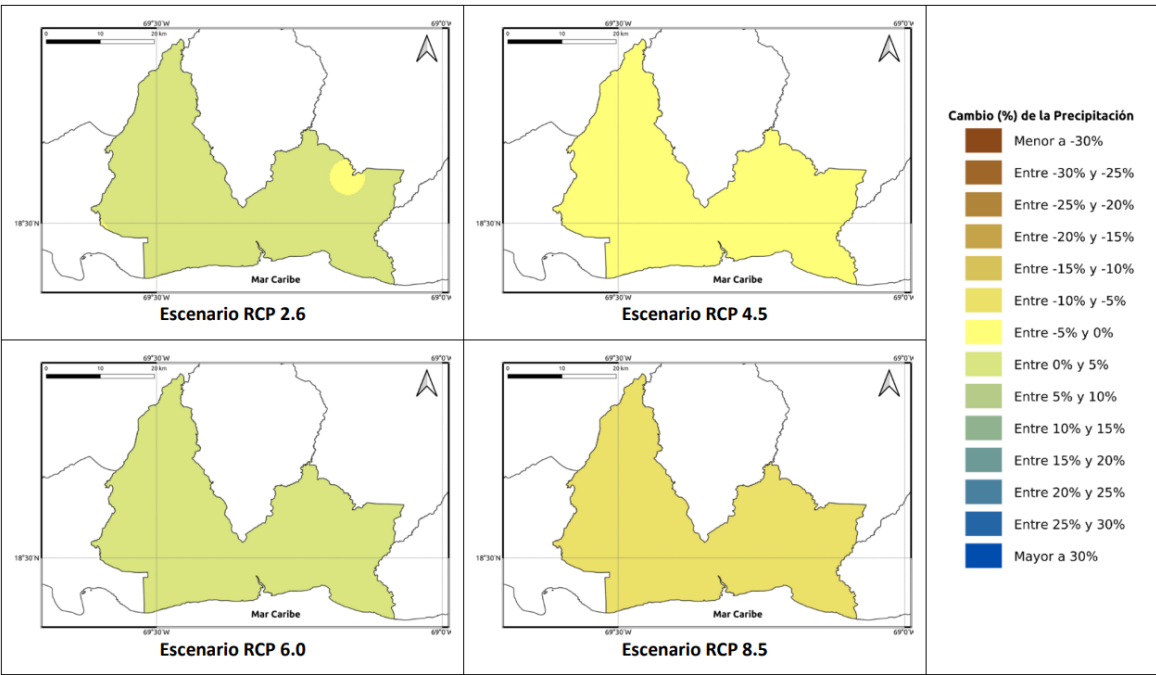 69°30'W 69°0'W
0 10 20 km
18°30'N
Mar Caribe
69°30'W 69°0'W
Escenario RCP 2.6
69°30'W 69°0'W
0 10 20 km
18°30'N
Mar Caribe
69°30'W 69°0'W
Escenario RCP 4.5
69°30'W 69°0'W
0 10 20 km
18°30'N
Mar Caribe
69°30'W 69°0'W
Escenario RCP 6.0
69°30'W 69°0'W
0 10 20 km
18°30'N
Mar Caribe
69°30'W 69°0'W
Escenario RCP 8.5
Cambio (%) de la Precipitación
Menor a -30%
Entre -30% y -25%
Entre -25% y -20%
Entre -20% y -15%
Entre -15% y -10%
Entre -10% y -5%
Entre -5% y 0%
Entre 0% y 5%
Entre 5% y 10%
Entre 10% y 15%
Entre 15% y 20%
Entre 20% y 25%
Entre 25% y 30%
Mayor a 30%